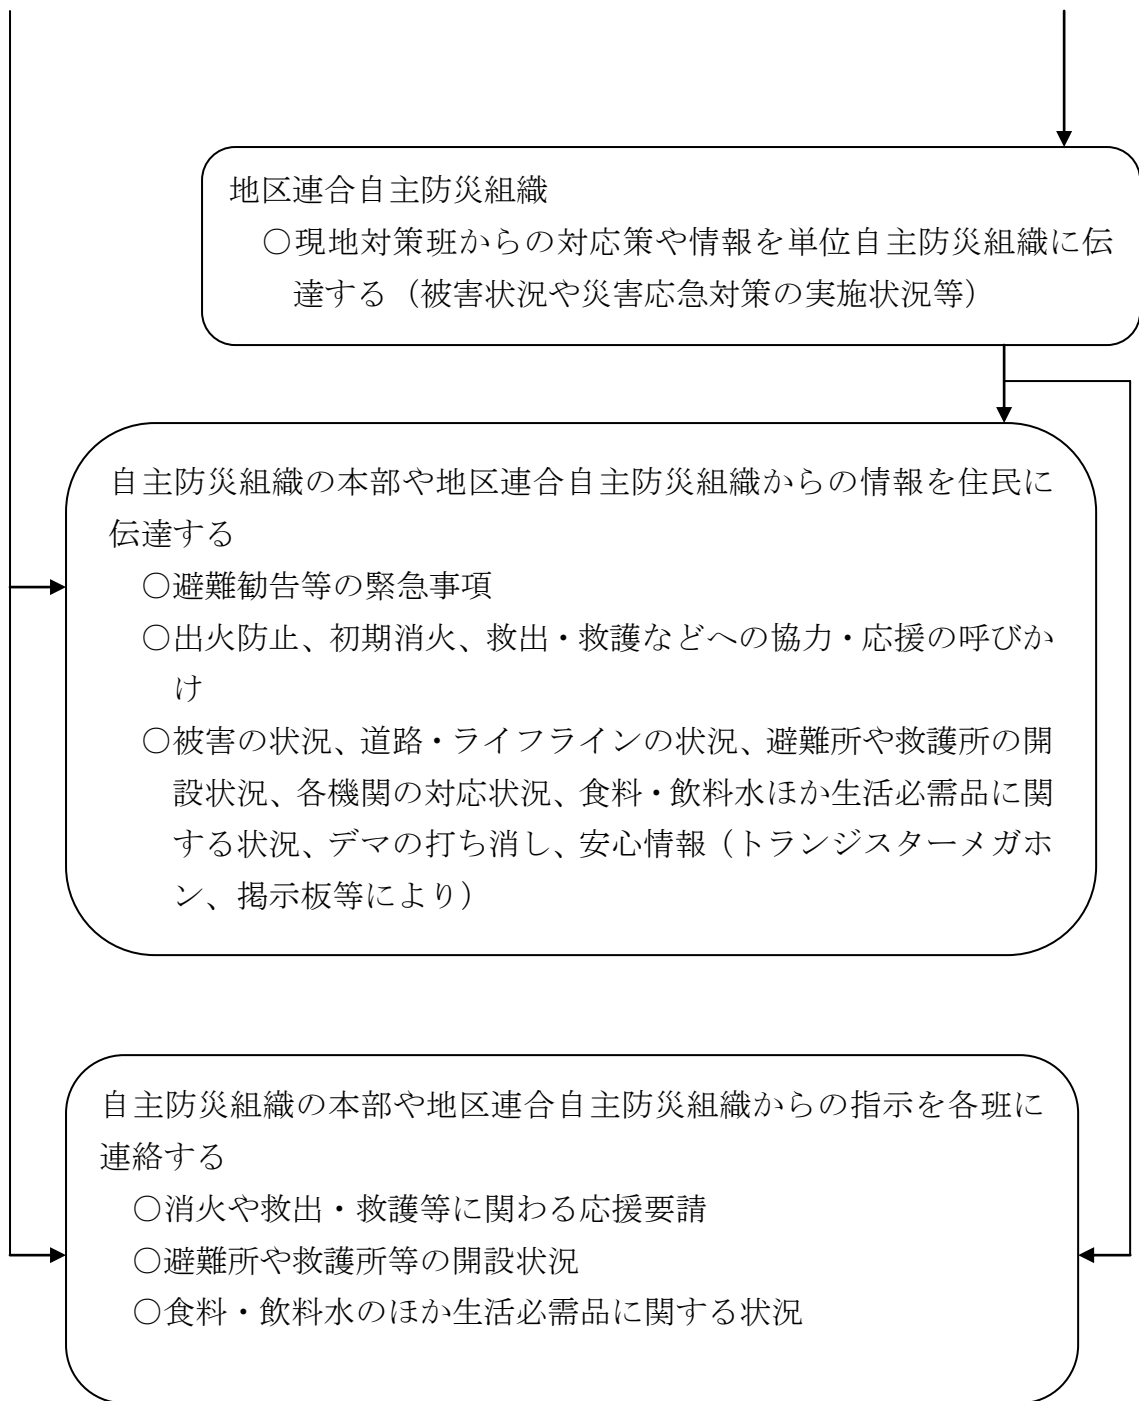 地区連合自主防災組織
○現地対策班からの対応策や情報を単位自主防災組織に伝
達する（被害状況や災害応急対策の実施状況等）
自主防災組織の本部や地区連合自主防災組織からの情報を住民に
伝達する
○避難勧告等の緊急事項
○出火防止、初期消火、救出・救護などへの協力・応援の呼びか
け
○被害の状況、道路・ライフラインの状況、避難所や救護所の開
設状況、各機関の対応状況、食料・飲料水ほか生活必需品に関
する状況、デマの打ち消し、安心情報（トランジスターメガホ
ン、掲示板等により）
自主防災組織の本部や地区連合自主防災組織からの指示を各班に
連絡する
○消火や救出・救護等に関わる応援要請
○避難所や救護所等の開設状況
○食料・飲料水のほか生活必需品に関する状況